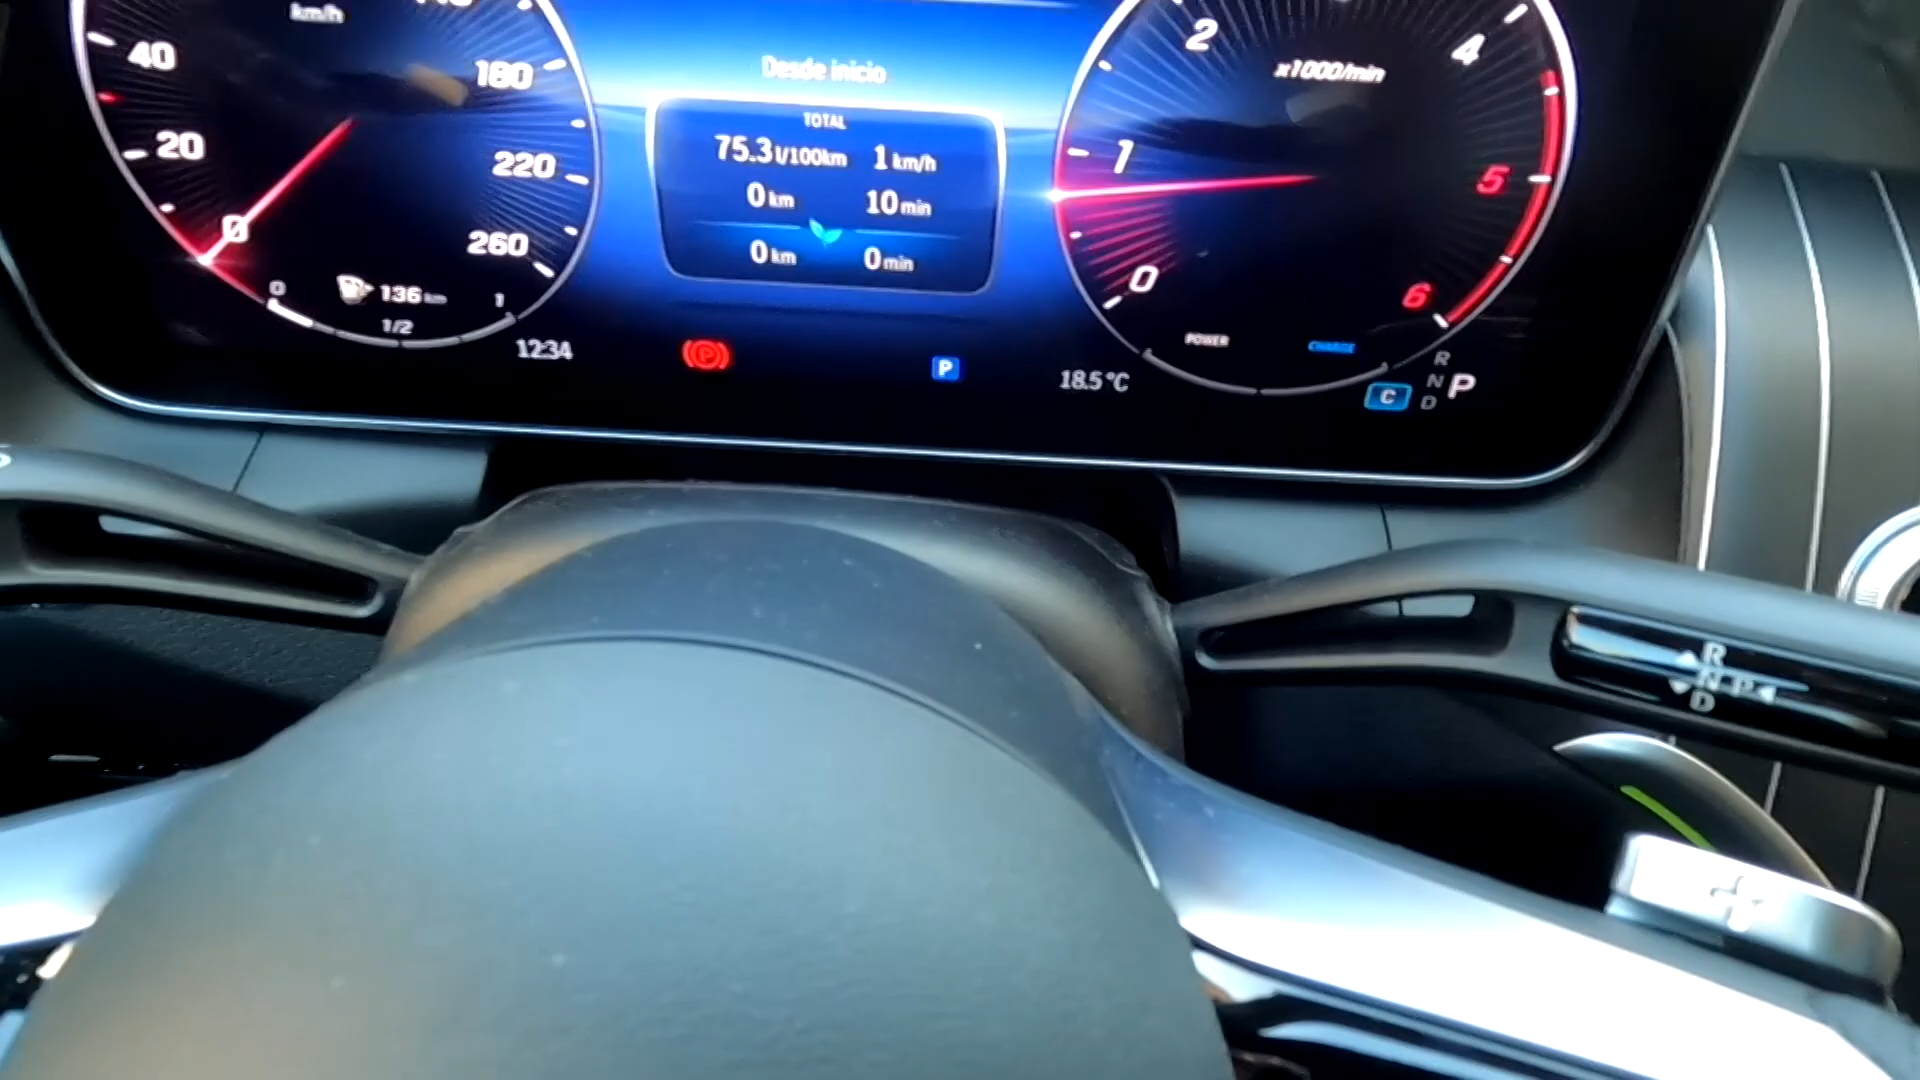 km/h
40
20
0
180
220
260
0
136 km
1
1/2
12:34
Desde inicio
TOTAL
75.3 l/100km 1 km/h
0 km 10 min
0 km 0 min
P
P
18.5 °C
0
1
2
4
5
6
x1000/min
POWER
CHARGE
C
R
N
D
P
R
N P
D